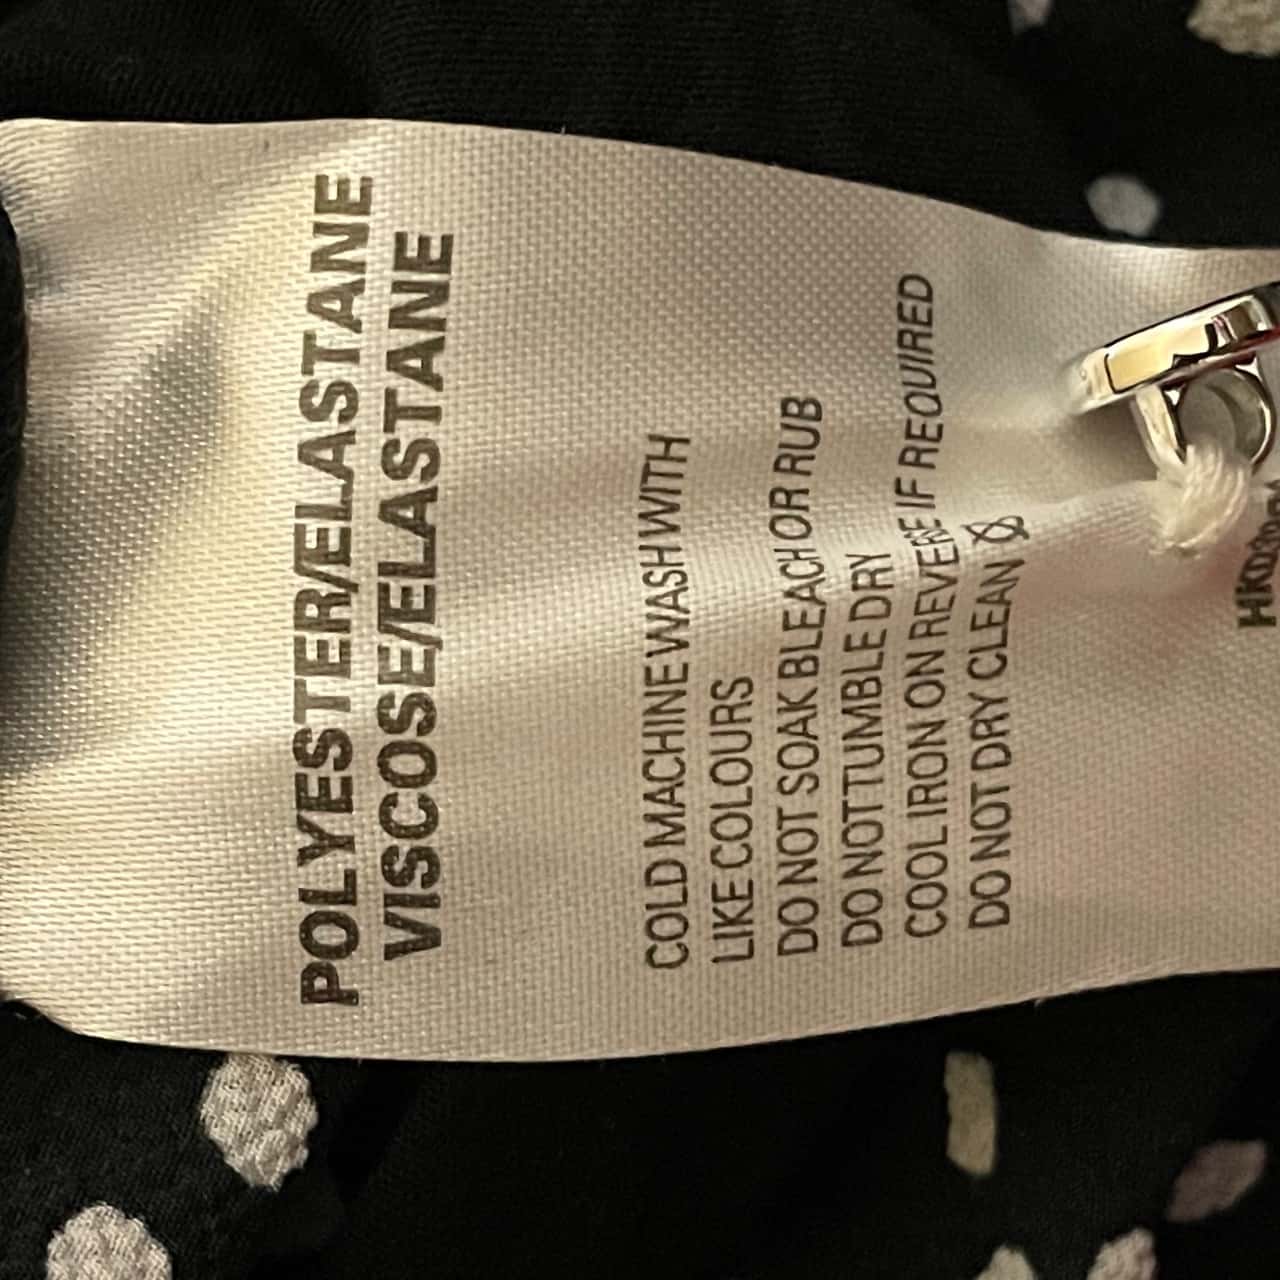 POLYESTER/ELASTANE
VISCOSE/ELASTANE
COLD MACHINE WASH WITH
LIKE COLOURS
DO NOT SOAK BLEACH OR RUB
DO NOT TUMBLE DRY
COOL IRON ON REVERE IF REQUIRED
DO NOT DRY CLEAN